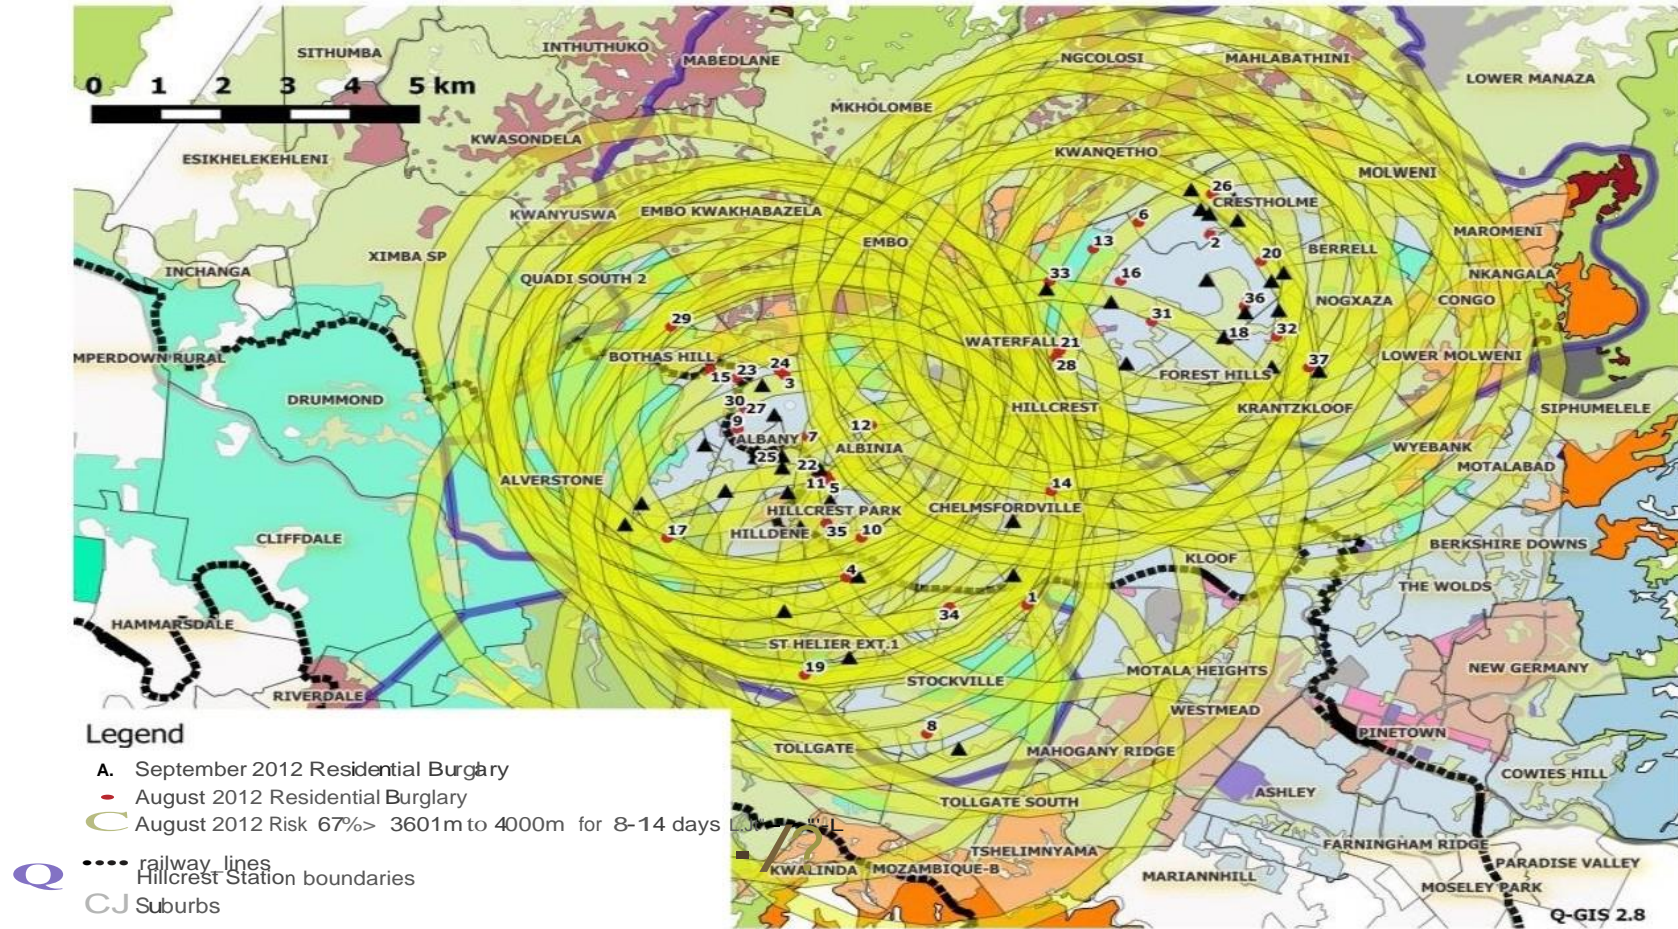 SITHUMBA
INTHUTHUKO
MABEDLANE
NGCOLOSI
MAHLABATHINI
LOWER MANAZA
0 1 2 3 4 5 km
MKHOLOMBE
KWASONDELA
ESIKHELEKEHLENI
KWANQETHO
MOLWENI
26
CRESTHOLME
KWANYUSWA
EMBO KWAKHABAZELA
6
MAROMENI
EMBO
13
2
BERRELL
20
XIMBA SP
INCHANGA
QUADI SOUTH 2
33
16
NKANGALA
36
NOGXAZA
CONGO
29
31
18
32
WATERFALL
21
MPERDOWN RURAL
BOTHAS HILL
24
23
15
3
28
FOREST HILLS
37
LOWER MOLWENI
DRUMMOND
30
27
HILLCREST
KRANTZKLOOF
SIPHUMELELE
9
12
ALBANY
7
ALBINIA
WYEBANK
25
22
MOTALABAD
ALVERSTONE
11
5
14
HILLCREST PARK
CHELMSFORDVILLE
17
HILLDENE
35
10
CLIFFDALE
BERKSHIRE DOWNS
KLOOF
4
THE WOLDS
1
34
HAMMARSDALE
ST HELIER EXT.1
19
STOCKVILLE
MOTALA HEIGHTS
NEW GERMANY
RIVERDALE
WESTMEAD
8
PINETOWN
TOLLGATE
MAHOGANY RIDGE
COWIES HILL
ASHLEY
TOLLGATE SOUTH
TSHELIMNYAMA
FARNINGHAM RIDGE
KWALINDA
MOZAMBIQUE-B
MARIANNHILL
PARADISE VALLEY
MOSELEY PARK
Q-GIS 2.8
Legend
A. September 2012 Residential Burglary
August 2012 Residential Burglary
C August 2012 Risk 67%> 3601m to 4000m for 8-14 days
railway_lines
Q Hillcrest Station boundaries
CJ Suburbs